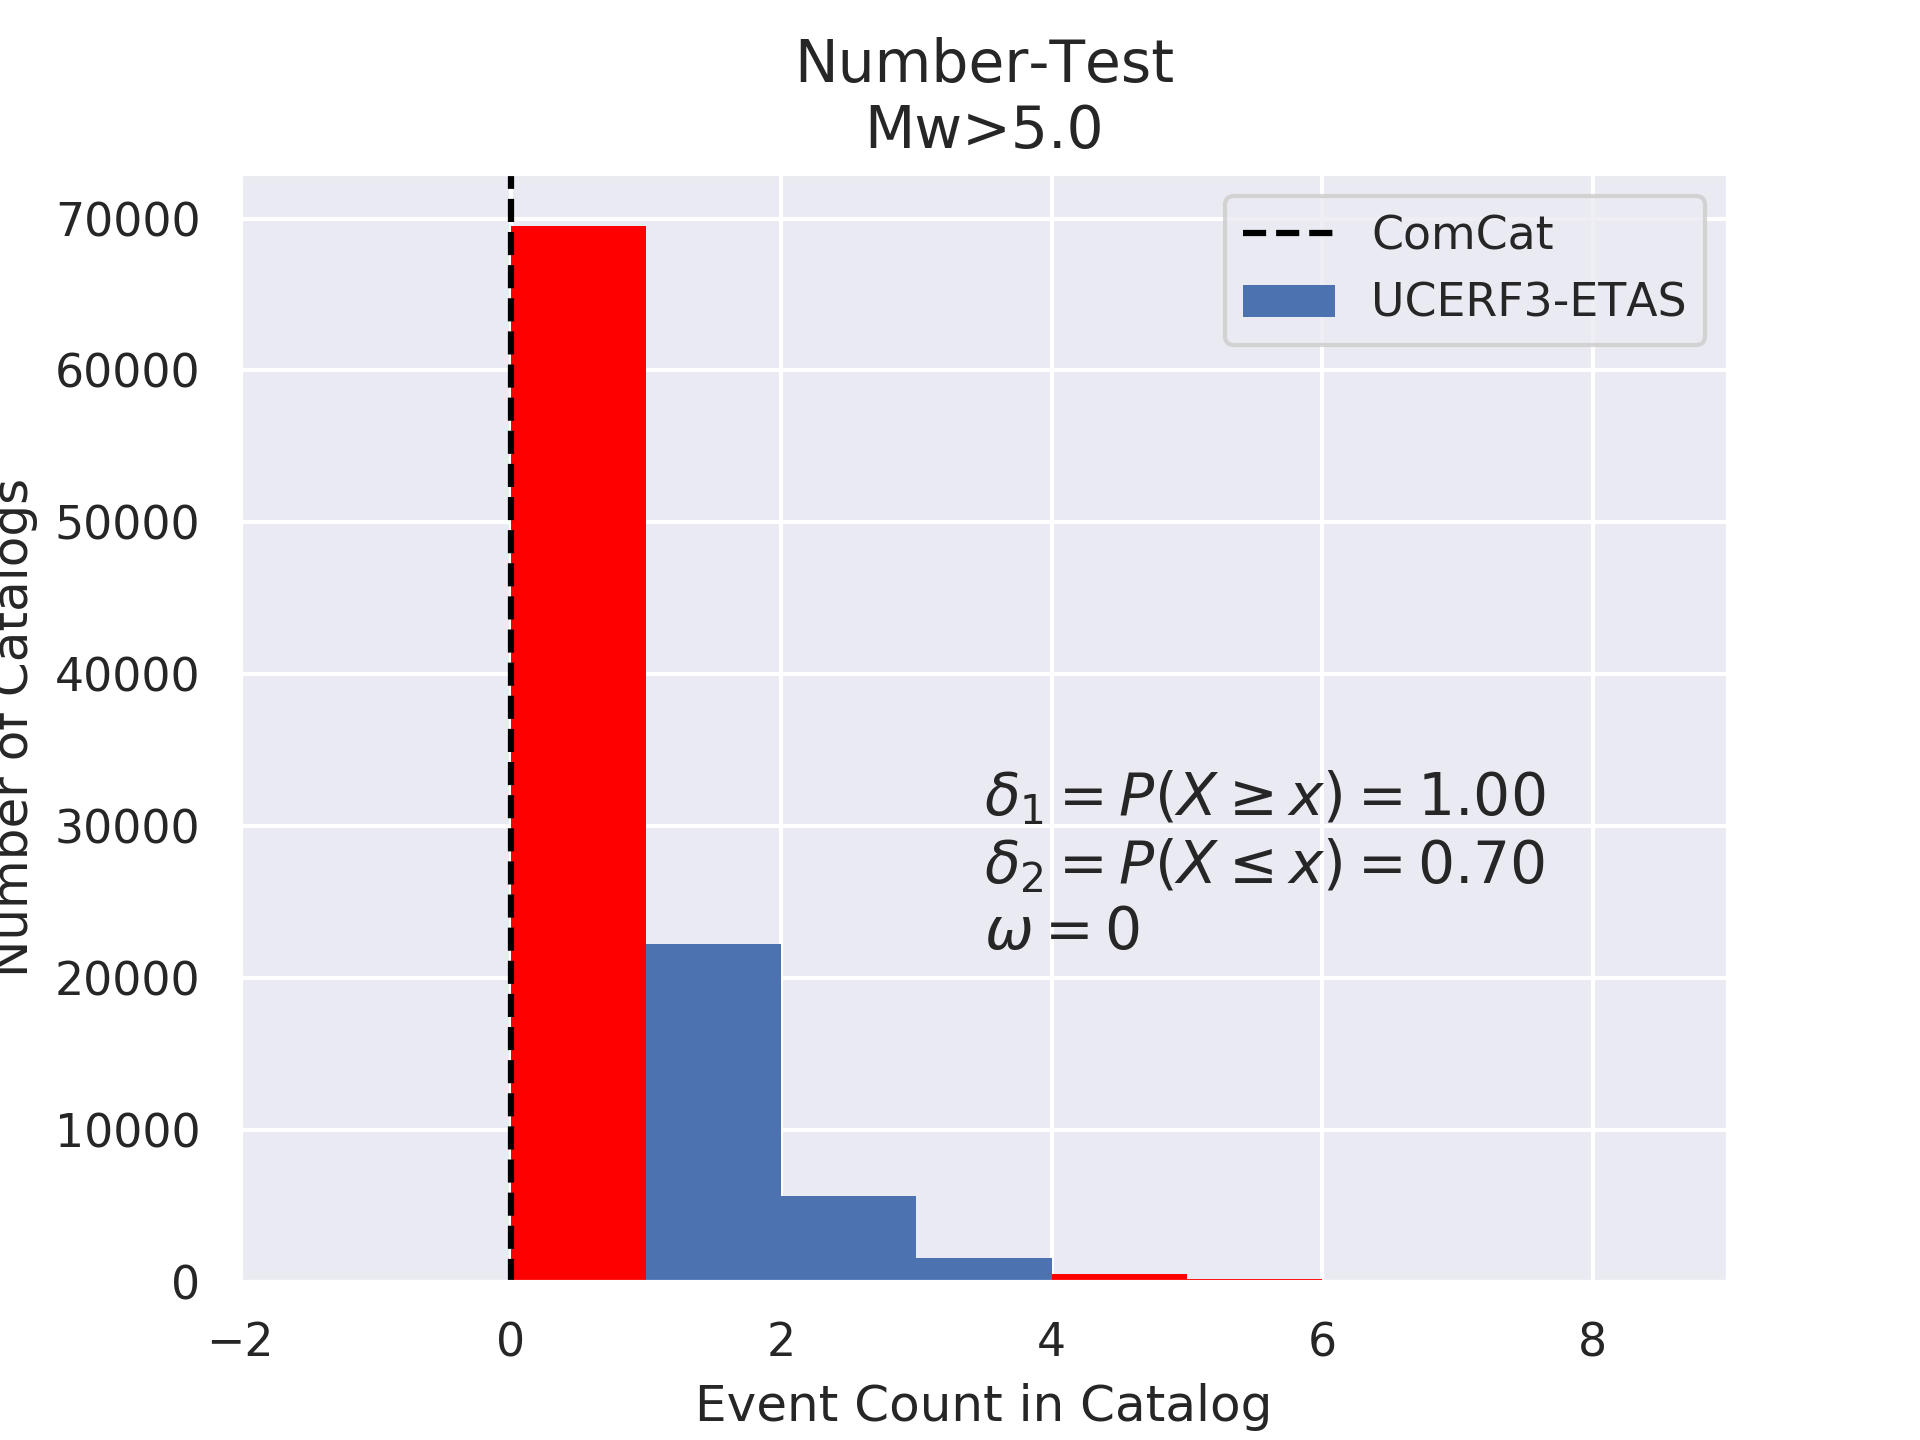 Number-Test
Mw>5.0
70000
60000
50000
40000
30000
20000
10000
0
Number of Catalogs
ComCat
UCERF3-ETAS
δ₁ = P(X ≥ x) = 1.00
δ₂ = P(X ≤ x) = 0.70
ω = 0
−2 0 2 4 6 8
Event Count in Catalog